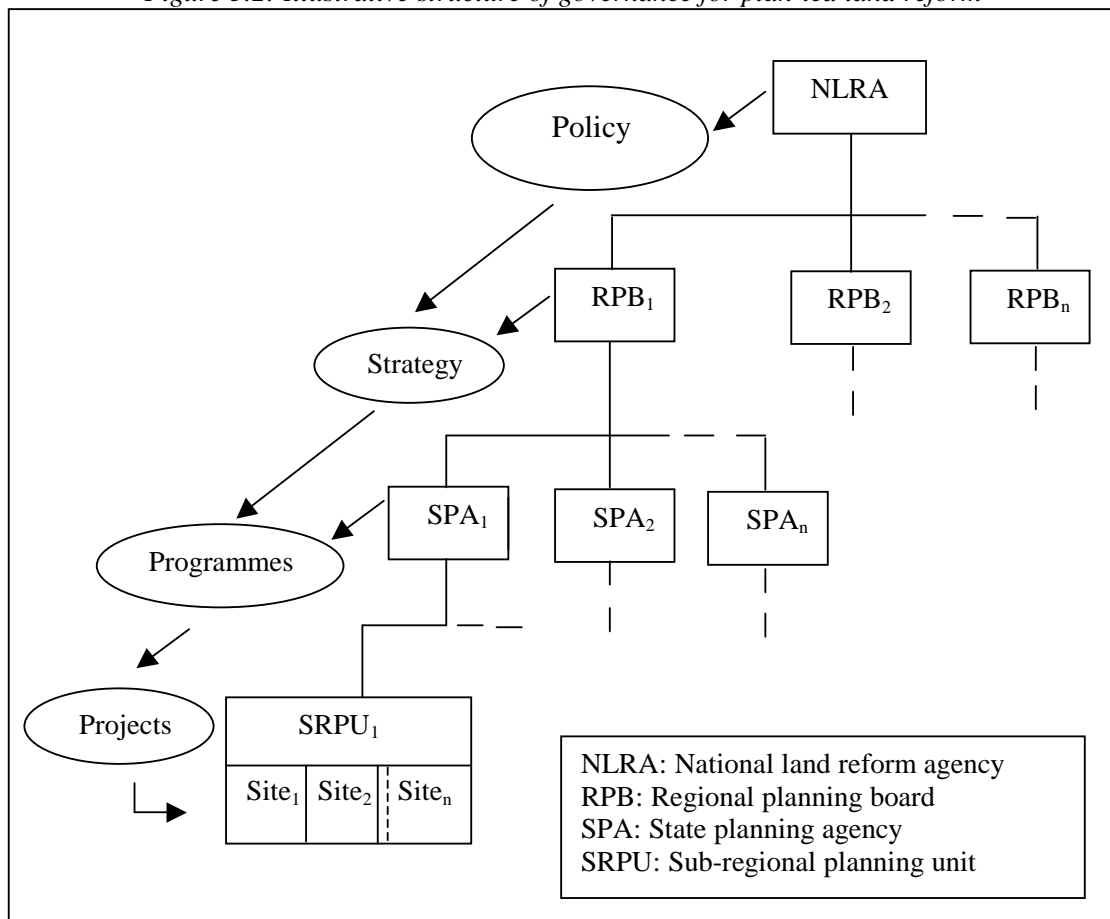 Figure 3.2: Illustrative structure of governance for plan-led land reform
NLRA
Policy
RPB₁
RPB₂
RPBₙ
Strategy
SPA₁
SPA₂
SPAₙ
Programmes
Projects
SRPU₁
Site₁ Site₂ Siteₙ
NLRA: National land reform agency
RPB: Regional planning board
SPA: State planning agency
SRPU: Sub-regional planning unit